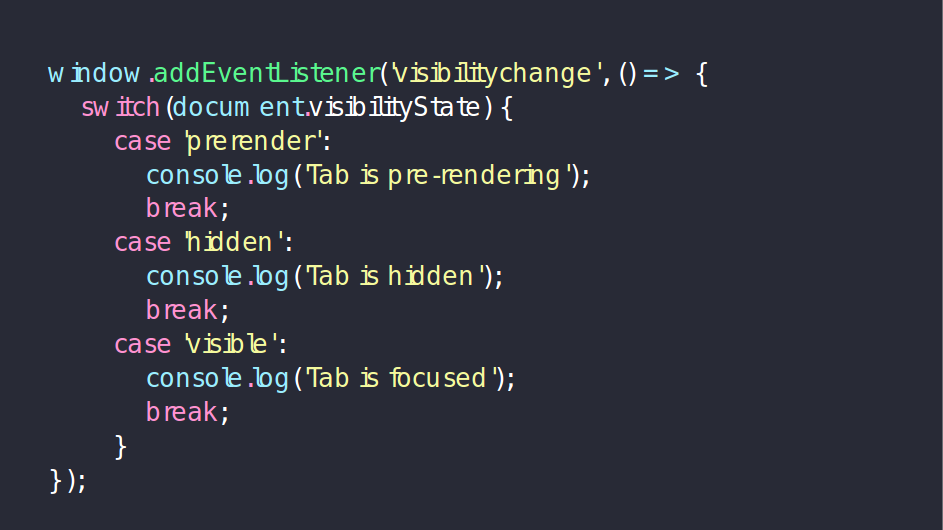 window.addEventListener('visibilitychange', () => {
  switch(document.visibilityState) {
    case 'prerender':
      console.log('Tab is pre-rendering');
      break;
    case 'hidden':
      console.log('Tab is hidden');
      break;
    case 'visible':
      console.log('Tab is focused');
      break;
    }
});